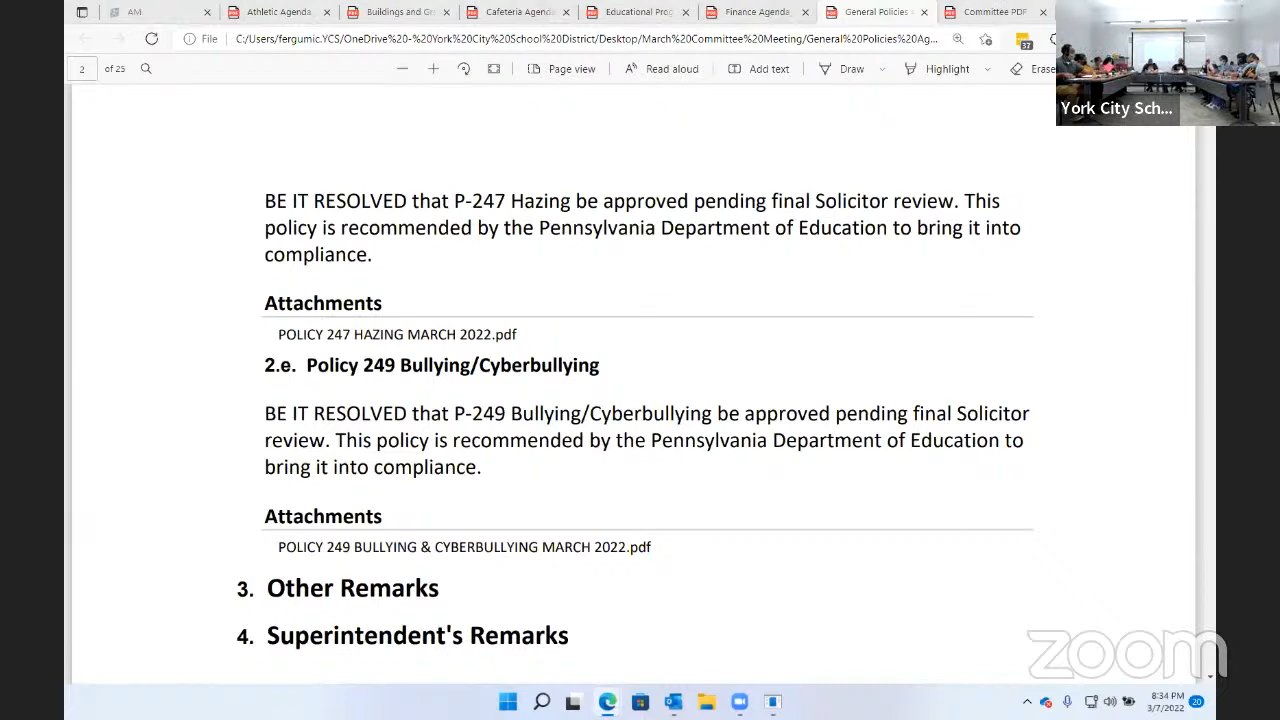 AM
Athletic Agenda
Buildings and Gr
Cafeteria Agenda
Educational Prog
Finance Agenda
General Policies
Committee PDF
File
C:/Users/fergumic.YCS/OneDrive%20-%20York%20City%20School%20District/Desktop/March%20Committee%20Meeting/General%20Policies%20Ag...
37
2
of 25
Page view
Read aloud
Add text
Draw
Highlight
Erase
York City Sch...
BE IT RESOLVED that P-247 Hazing be approved pending final Solicitor review. This
policy is recommended by the Pennsylvania Department of Education to bring it into
compliance.
Attachments
POLICY 247 HAZING MARCH 2022.pdf
2.e. Policy 249 Bullying/Cyberbullying
BE IT RESOLVED that P-249 Bullying/Cyberbullying be approved pending final Solicitor
review. This policy is recommended by the Pennsylvania Department of Education to
bring it into compliance.
Attachments
POLICY 249 BULLYING & CYBERBULLYING MARCH 2022.pdf
3. Other Remarks
4. Superintendent's Remarks
zoom
8:34 PM
3/7/2022
20